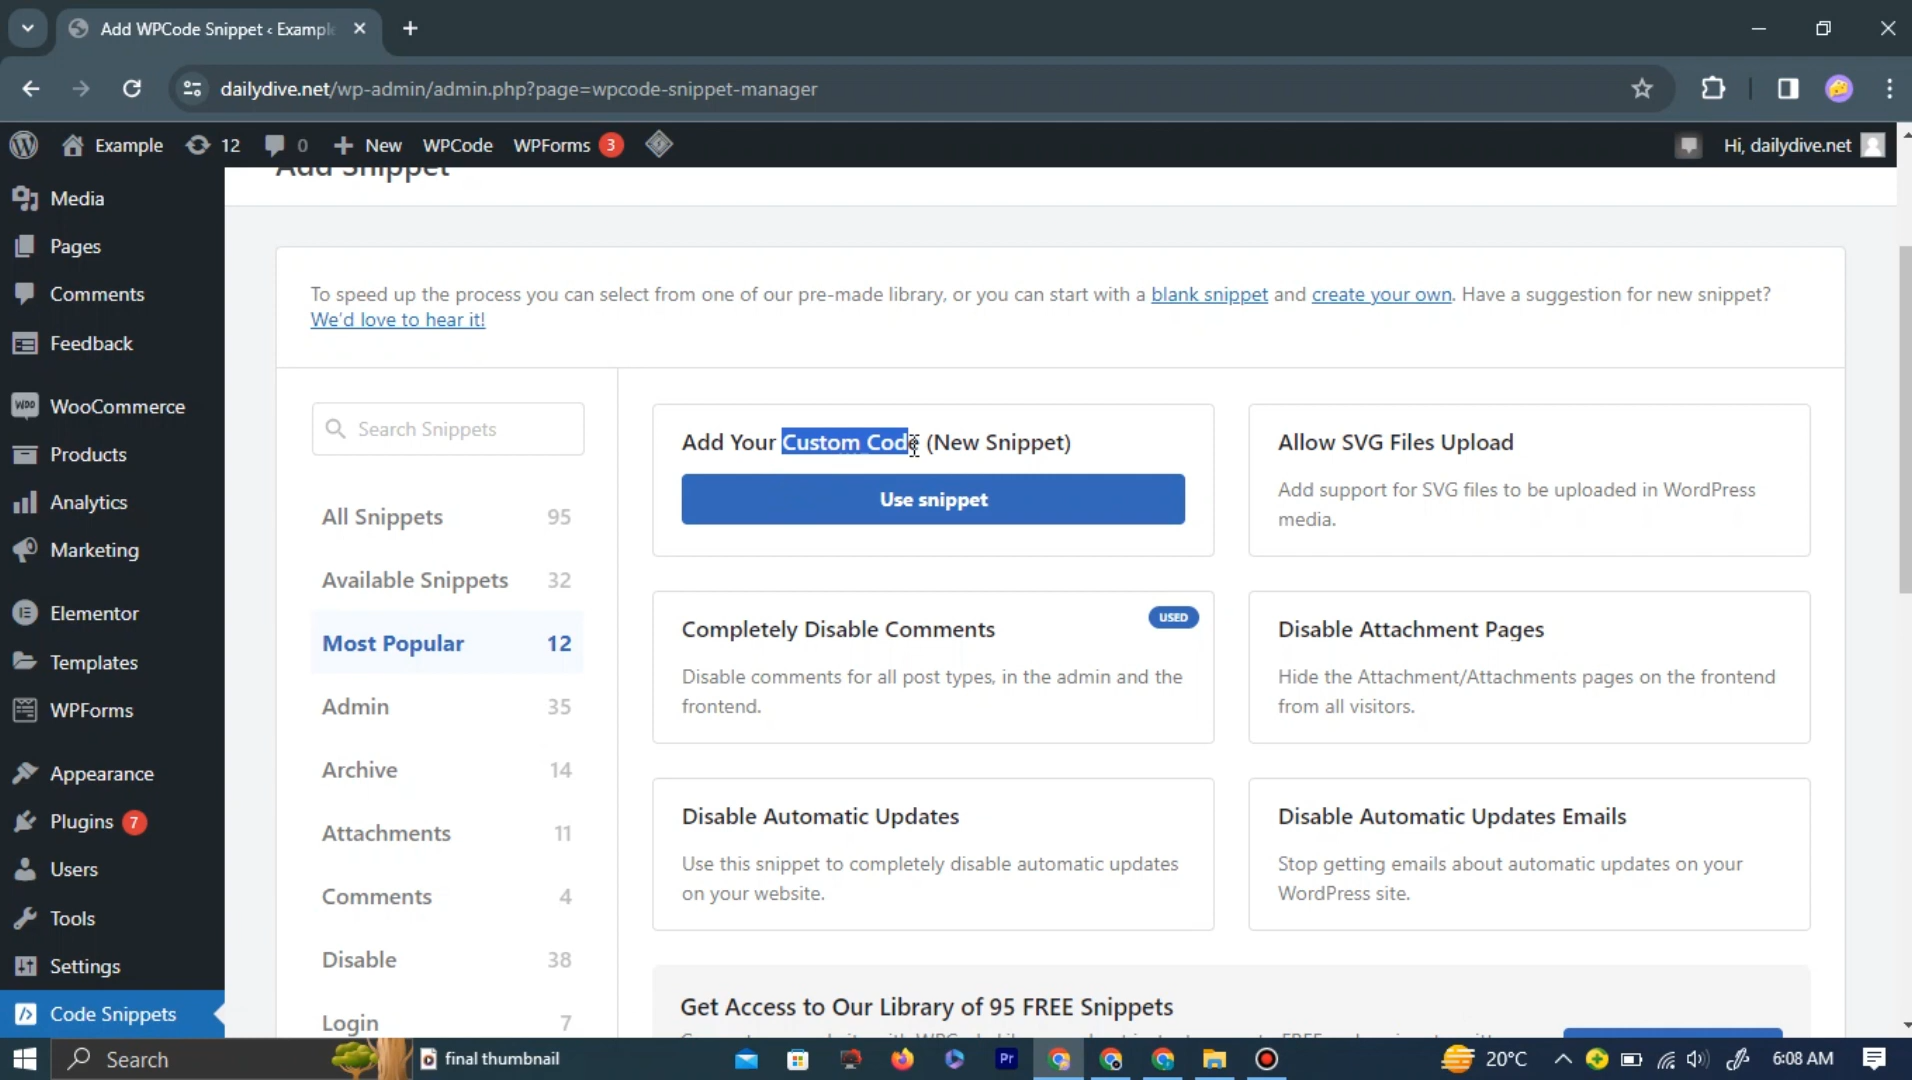 Add WPCode Snippet ‹ Example
dailydive.net/wp-admin/admin.php?page=wpcode-snippet-manager
Example 12 0 New WPCode WPForms 3 Hi, dailydive.net
Add Snippet
Media
Pages
Comments
Feedback
WooCommerce
Products
Analytics
Marketing
Elementor
Templates
WPForms
Appearance
Plugins 7
Users
Tools
Settings
Code Snippets
To speed up the process you can select from one of our pre-made library, or you can start with a blank snippet and create your own. Have a suggestion for new snippet?
We'd love to hear it!
Search Snippets
All Snippets 95
Available Snippets 32
Most Popular 12
Admin 35
Archive 14
Attachments 11
Comments 4
Disable 38
Login 7
Add Your Custom Code (New Snippet)
Use snippet
Allow SVG Files Upload
Add support for SVG files to be uploaded in WordPress
media.
Completely Disable Comments
USED
Disable comments for all post types, in the admin and the
frontend.
Disable Attachment Pages
Hide the Attachment/Attachments pages on the frontend
from all visitors.
Disable Automatic Updates
Use this snippet to completely disable automatic updates
on your website.
Disable Automatic Updates Emails
Stop getting emails about automatic updates on your
WordPress site.
Get Access to Our Library of 95 FREE Snippets
Search
final thumbnail
Pr
20°C
6:08 AM